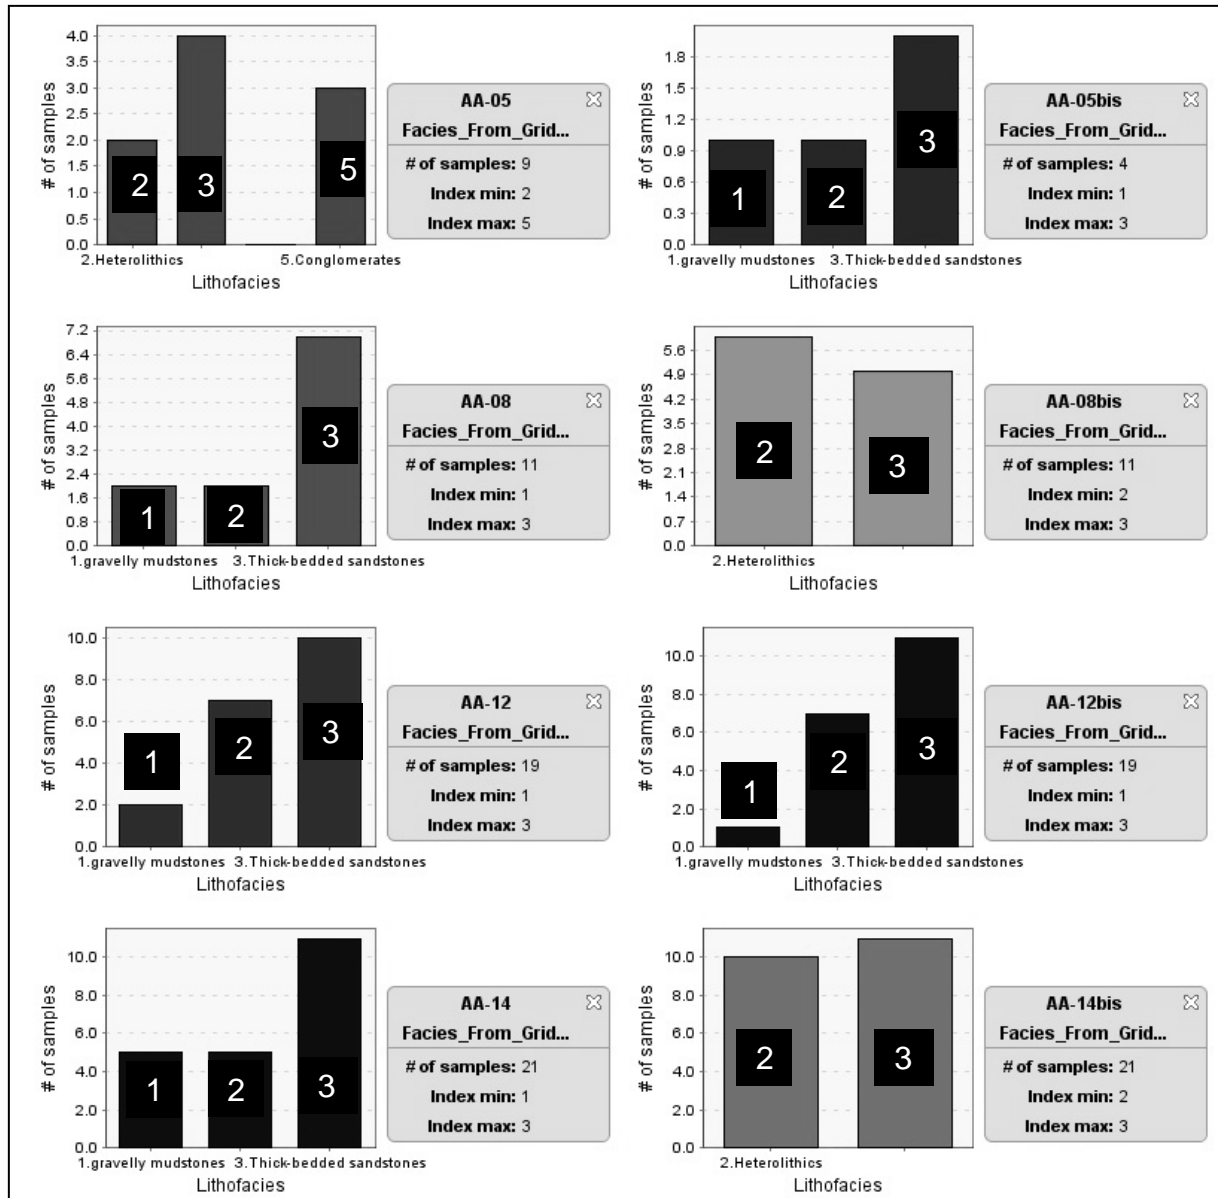 4.0
3.5
3.0
2.5
2.0
1.5
1.0
0.5
0.0
# of samples
2
3
5
2.Heterolithics 5.Conglomerates
Lithofacies
AA-05
Facies_From_Grid...
# of samples: 9
Index min: 2
Index max: 5
1.8
1.5
1.2
0.9
0.6
0.3
0.0
# of samples
1
2
3
1.gravelly mudstones 3.Thick-bedded sandstones
Lithofacies
AA-05bis
Facies_From_Grid...
# of samples: 4
Index min: 1
Index max: 3
7.2
6.4
5.6
4.8
4.0
3.2
2.4
1.6
0.8
0.0
# of samples
1
2
3
1.gravelly mudstones 3.Thick-bedded sandstones
Lithofacies
AA-08
Facies_From_Grid...
# of samples: 11
Index min: 1
Index max: 3
5.6
4.9
4.2
3.5
2.8
2.1
1.4
0.7
0.0
# of samples
2
3
2.Heterolithics
Lithofacies
AA-08bis
Facies_From_Grid...
# of samples: 11
Index min: 2
Index max: 3
10.0
8.0
6.0
4.0
2.0
0.0
# of samples
1
2
3
1.gravelly mudstones 3.Thick-bedded sandstones
Lithofacies
AA-12
Facies_From_Grid...
# of samples: 19
Index min: 1
Index max: 3
10.0
8.0
6.0
4.0
2.0
0.0
# of samples
1
2
3
1.gravelly mudstones 3.Thick-bedded sandstones
Lithofacies
AA-12bis
Facies_From_Grid...
# of samples: 19
Index min: 1
Index max: 3
10.0
8.0
6.0
4.0
2.0
0.0
# of samples
1
2
3
1.gravelly mudstones 3.Thick-bedded sandstones
Lithofacies
AA-14
Facies_From_Grid...
# of samples: 21
Index min: 1
Index max: 3
10.0
8.0
6.0
4.0
2.0
0.0
# of samples
2
3
2.Heterolithics
Lithofacies
AA-14bis
Facies_From_Grid...
# of samples: 21
Index min: 2
Index max: 3